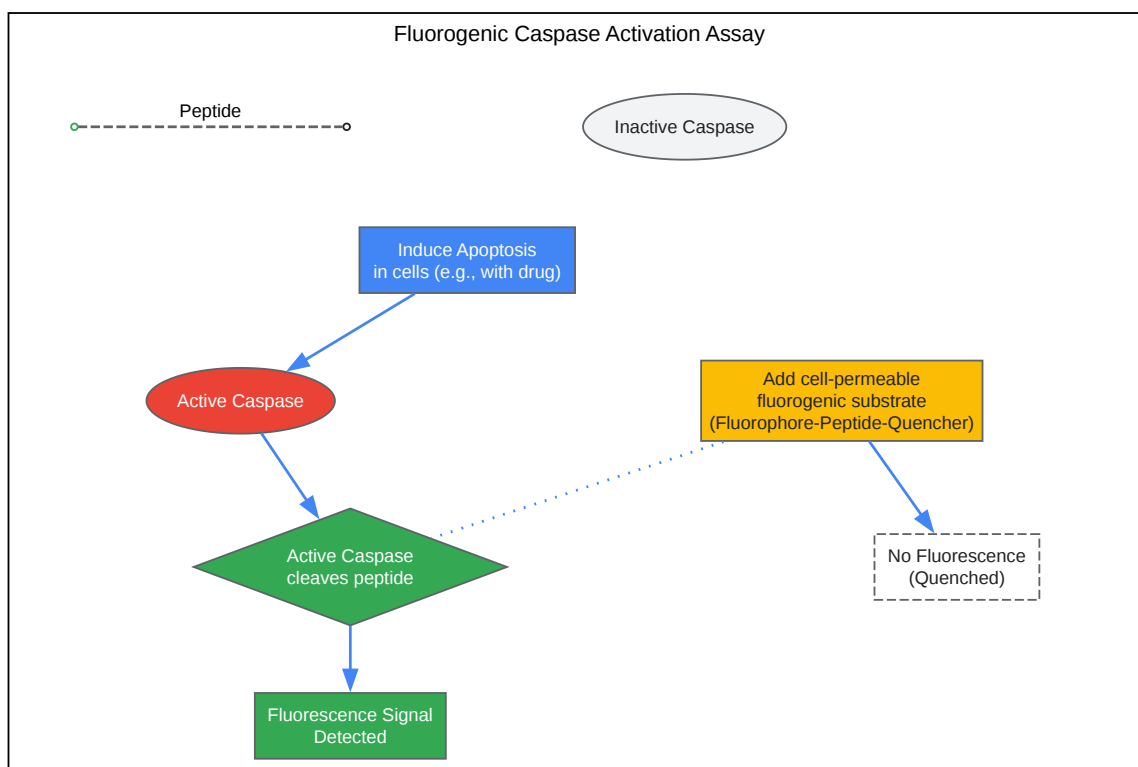 Fluorogenic Caspase Activation Assay
Peptide
Inactive Caspase
Induce Apoptosis
in cells (e.g., with drug)
Active Caspase
Add cell-permeable
fluorogenic substrate
(Fluorophore-Peptide-Quencher)
Active Caspase
cleaves peptide
No Fluorescence
(Quenched)
Fluorescence Signal
Detected